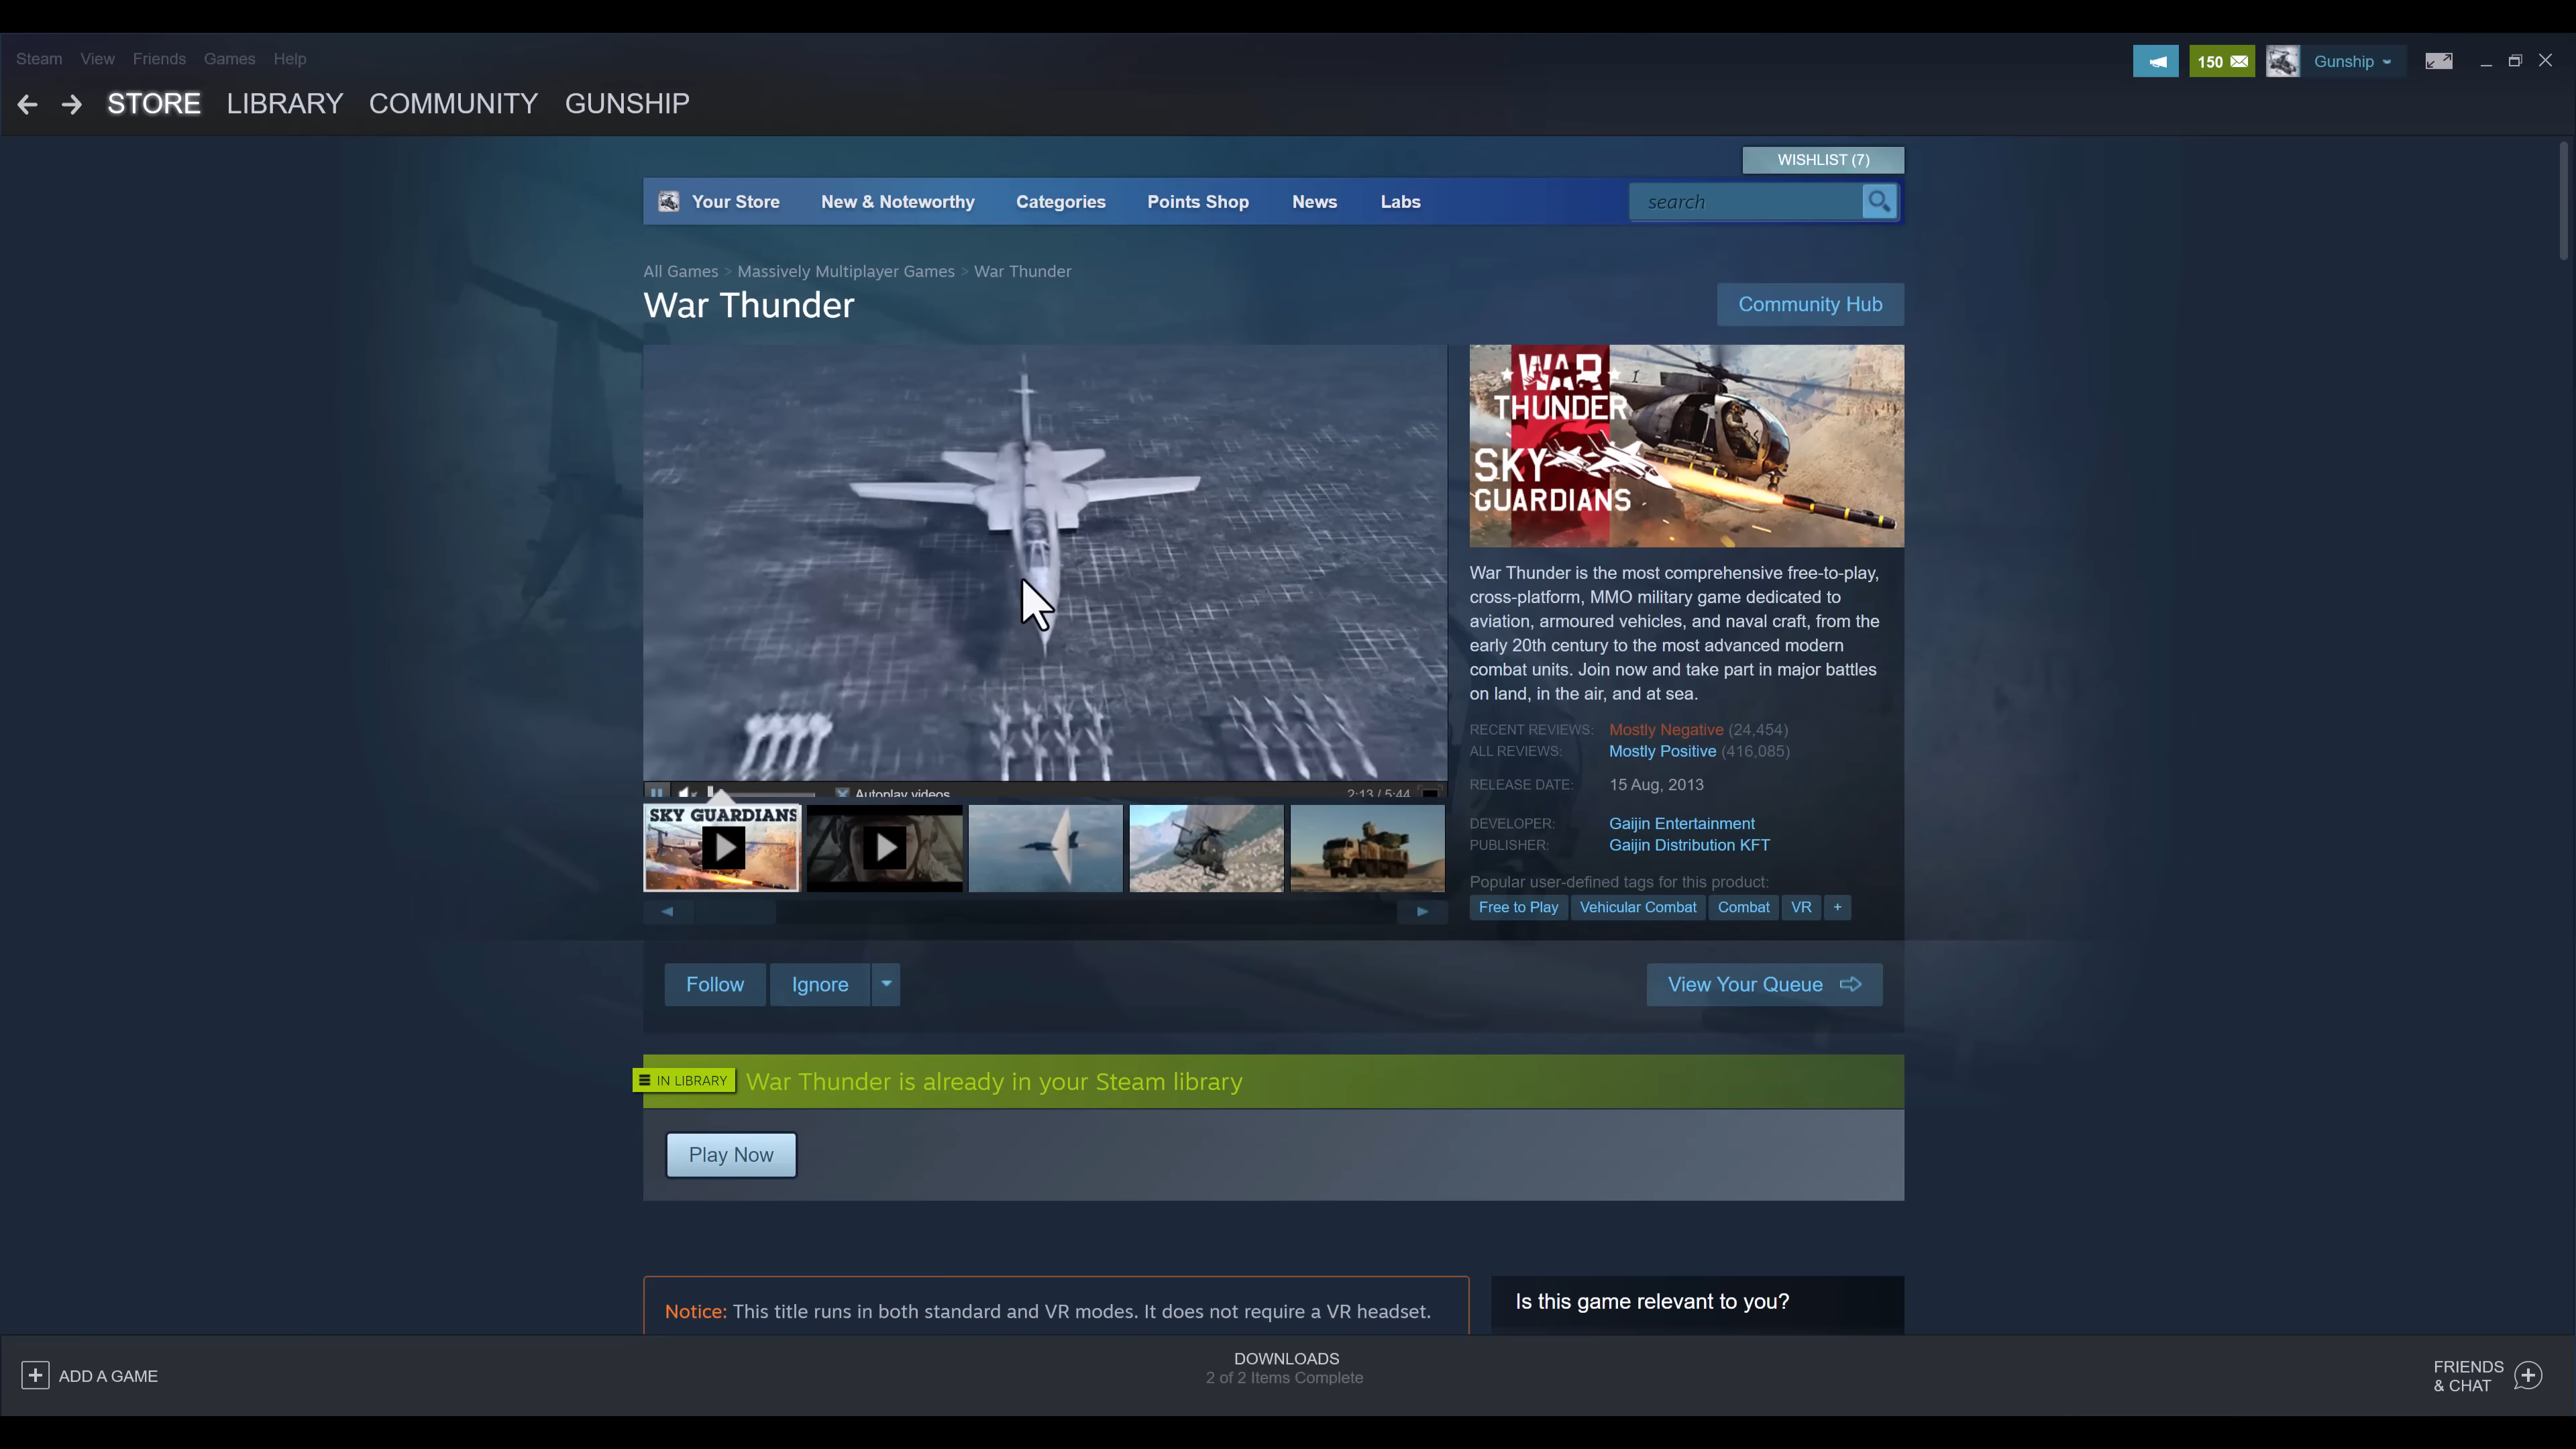 Steam View Friends Games Help
150
Gunship
STORE LIBRARY COMMUNITY GUNSHIP
WISHLIST (7)
Your Store New & Noteworthy Categories Points Shop News Labs
search
All Games > Massively Multiplayer Games > War Thunder
War Thunder
Community Hub
WAR
THUNDER
SKY
GUARDIANS
War Thunder is the most comprehensive free-to-play,
cross-platform, MMO military game dedicated to
aviation, armoured vehicles, and naval craft, from the
early 20th century to the most advanced modern
combat units. Join now and take part in major battles
on land, in the air, and at sea.
RECENT REVIEWS: Mostly Negative (24,454)
ALL REVIEWS: Mostly Positive (416,085)
RELEASE DATE: 15 Aug, 2013
DEVELOPER: Gaijin Entertainment
PUBLISHER: Gaijin Distribution KFT
Popular user-defined tags for this product:
Free to Play Vehicular Combat Combat VR +
Autoplay videos 2:13 / 5:44
SKY GUARDIANS
Follow Ignore
View Your Queue
IN LIBRARY War Thunder is already in your Steam library
Play Now
Notice: This title runs in both standard and VR modes. It does not require a VR headset.
Is this game relevant to you?
ADD A GAME
DOWNLOADS
2 of 2 Items Complete
FRIENDS
& CHAT